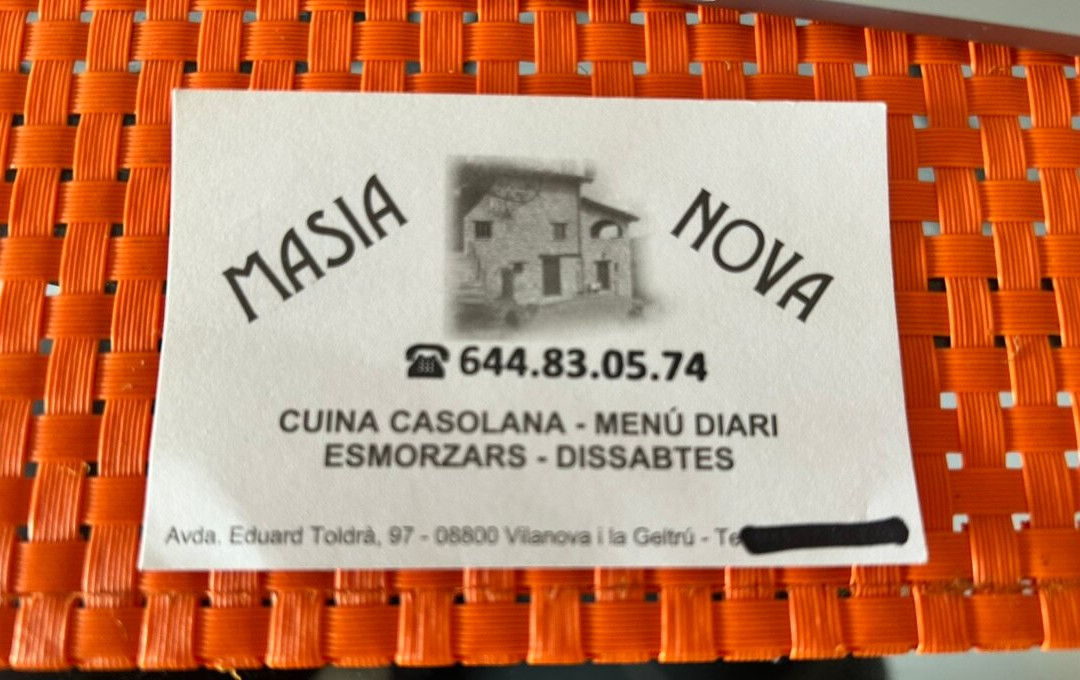 MASIA NOVA
644.83.05.74
CUINA CASOLANA - MENÚ DIARI
ESMORZARS - DISSABTES
Avda. Eduard Toldrà, 97 - 08800 Vilanova i la Geltrú -